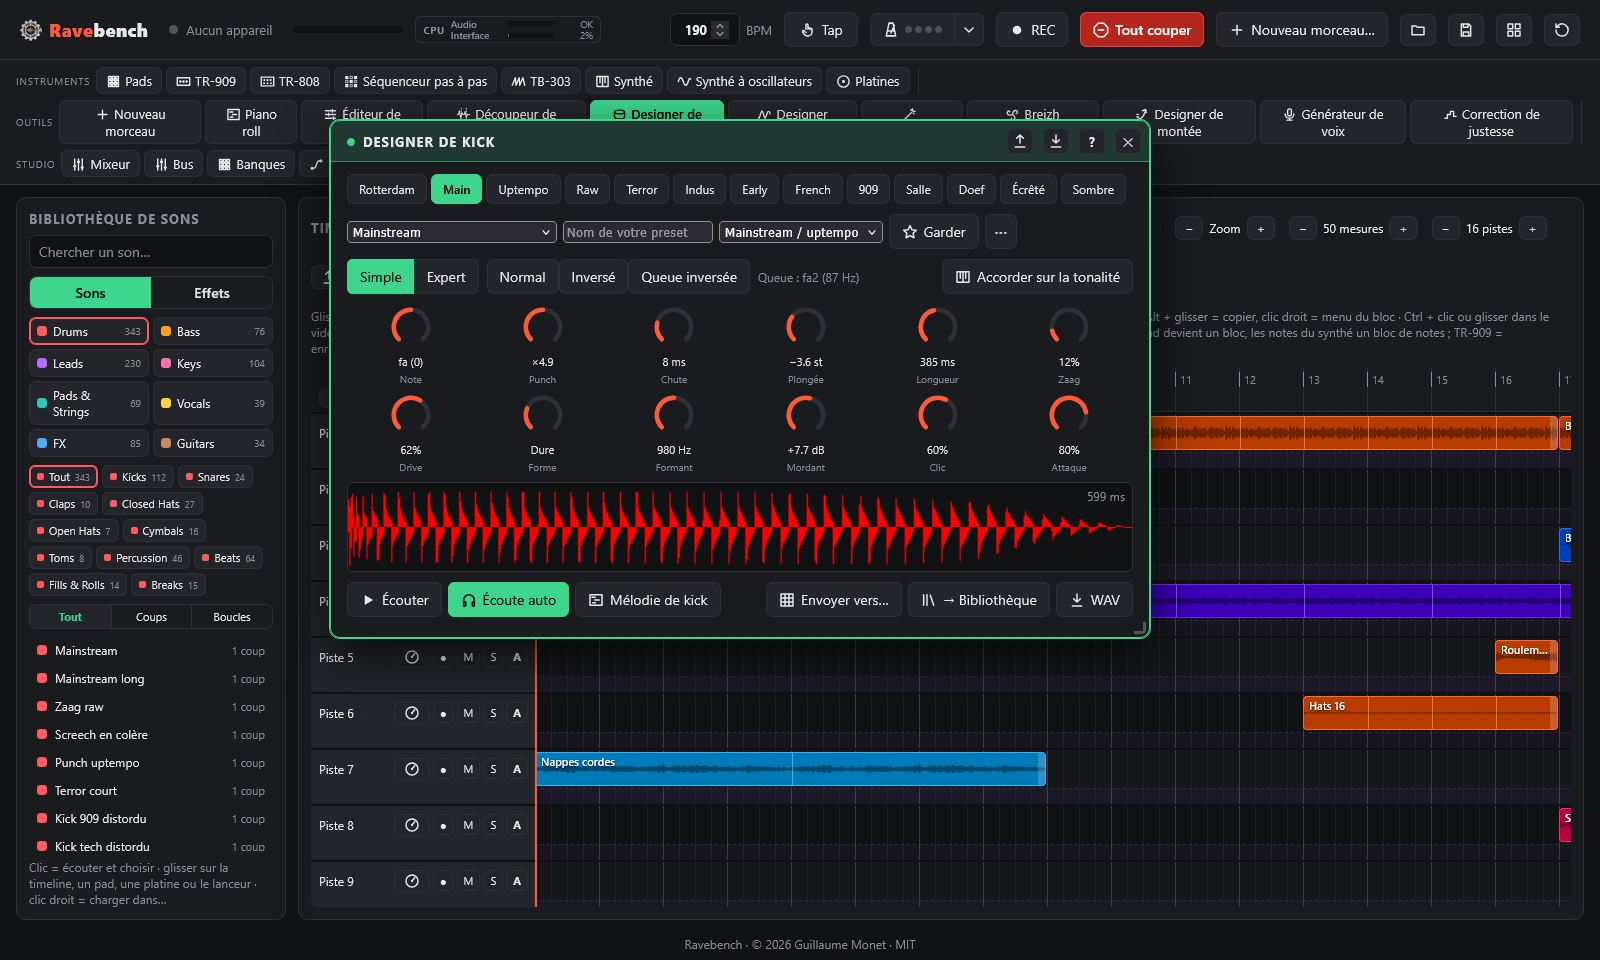 Ravebench
Aucun appareil
CPU
Audio
Interface
OK
2%
190
BPM
Tap
REC
Tout couper
Nouveau morceau...
INSTRUMENTS
Pads
TR-909
TR-808
Séquenceur pas à pas
TB-303
Synthé
Synthé à oscillateurs
Platines
OUTILS
Nouveau morceau
Piano roll
Éditeur de
Découpeur de
Designer de
Designer
Breizh
Designer de montée
Générateur de voix
Correction de justesse
STUDIO
Mixeur
Bus
Banques
BIBLIOTHÈQUE DE SONS
Chercher un son...
Sons
Effets
Drums 343
Bass 76
Leads 230
Keys 104
Pads & Strings 69
Vocals 39
FX 85
Guitars 34
Tout 343
Kicks 112
Snares 24
Claps 10
Closed Hats 27
Open Hats 7
Cymbals 16
Toms 8
Percussion 46
Beats 64
Fills & Rolls 14
Breaks 15
Tout
Coups
Boucles
Mainstream 1 coup
Mainstream long 1 coup
Zaag raw 1 coup
Screech en colère 1 coup
Punch uptempo 1 coup
Terror court 1 coup
Kick 909 distordu 1 coup
Kick tech distordu 1 coup
Clic = écouter et choisir · glisser sur la
timeline, un pad, une platine ou le lanceur ·
clic droit = charger dans...
DESIGNER DE KICK
?
Rotterdam
Main
Uptempo
Raw
Terror
Indus
Early
French
909
Salle
Doef
Écrêté
Sombre
Mainstream
Nom de votre preset
Mainstream / uptempo
Garder
Simple
Expert
Normal
Inversé
Queue inversée
Queue : fa2 (87 Hz)
Accorder sur la tonalité
fa (0)
Note
×4.9
Punch
8 ms
Chute
−3.6 st
Plongée
385 ms
Longueur
12%
Zaag
62%
Drive
Dure
Forme
980 Hz
Formant
+7.7 dB
Mordant
60%
Clic
80%
Attaque
599 ms
Écouter
Écoute auto
Mélodie de kick
Envoyer vers...
→ Bibliothèque
WAV
− Zoom +
− 50 mesures +
− 16 pistes +
lt + glisser = copier, clic droit = menu du bloc · Ctrl + clic ou glisser dans le
d devient un bloc, les notes du synthé un bloc de notes ; TR-909 =
11
12
13
14
15
16
Piste 5 M S A
Roulem...
Piste 6 M S A
Hats 16
Piste 7 M S A
Nappes cordes
Piste 8 M S A
Piste 9 M S A
Ravebench · © 2026 Guillaume Monet · MIT